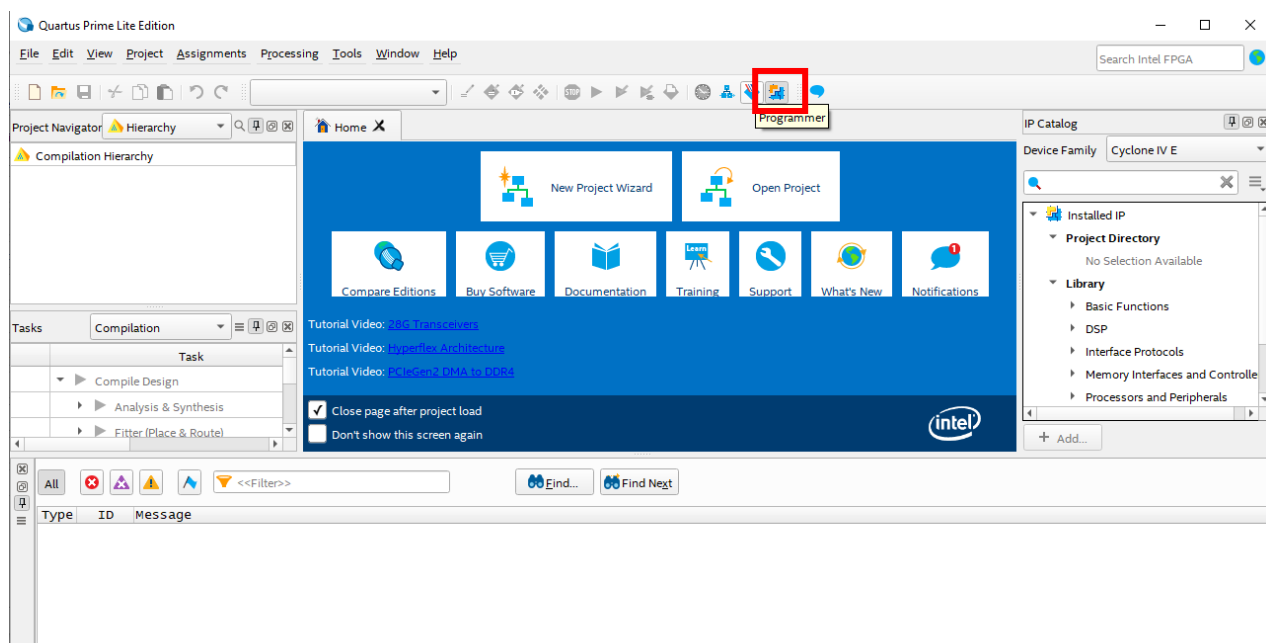 Quartus Prime Lite Edition
File Edit View Project Assignments Processing Tools Window Help
Search Intel FPGA
STOP
Programmer
Project Navigator Hierarchy
Compilation Hierarchy
Home
New Project Wizard
Open Project
Learn
1
Compare Editions
Buy Software
Documentation
Training
Support
What's New
Notifications
Tutorial Video: 28G Transceivers
Tutorial Video: Hyperflex Architecture
Tutorial Video: PCIeGen2 DMA to DDR4
Close page after project load
Don't show this screen again
intel
IP Catalog
Device Family Cyclone IV E
Installed IP
Project Directory
No Selection Available
Library
Basic Functions
DSP
Interface Protocols
Memory Interfaces and Controlle
Processors and Peripherals
+ Add...
Tasks Compilation
Task
Compile Design
Analysis & Synthesis
Fitter (Place & Route)
All <<Filter>> Find... Find Next
Type ID Message